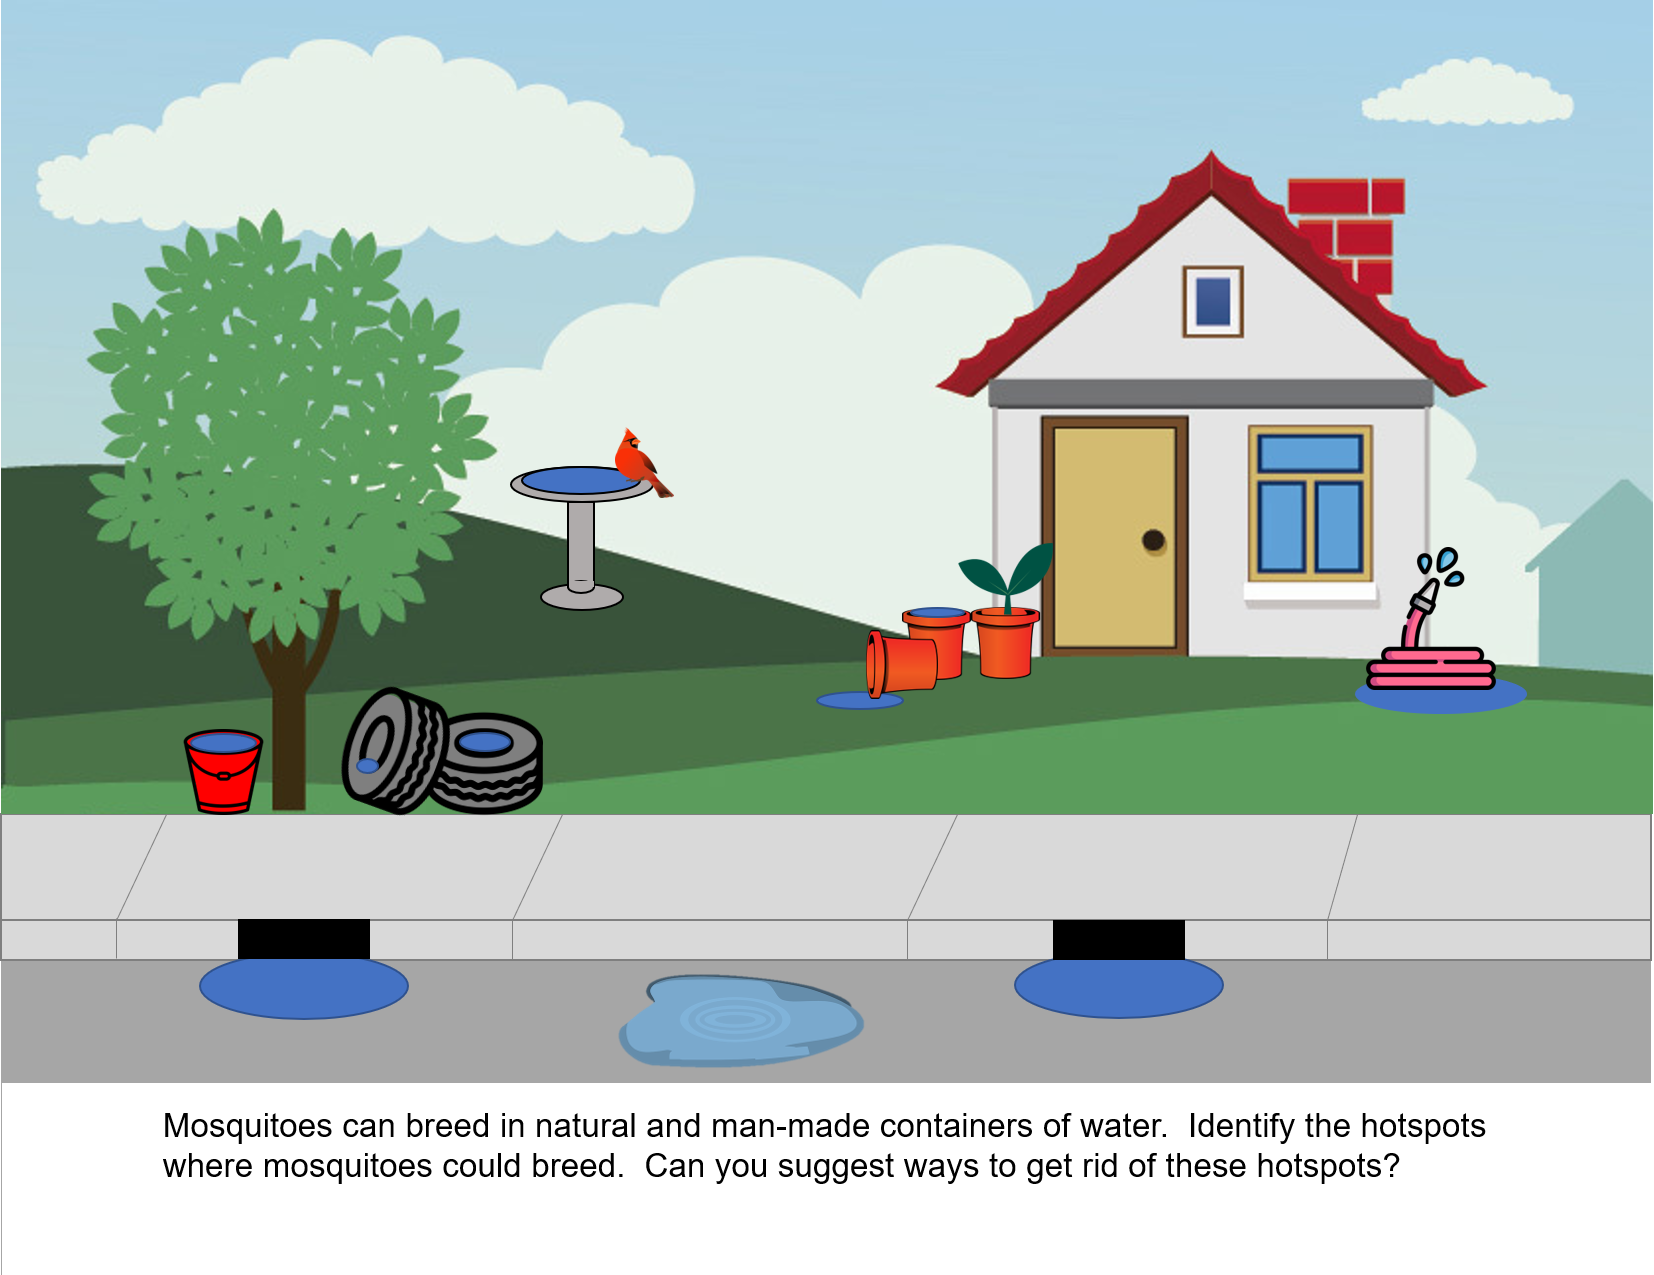 Mosquitoes can breed in natural and man-made containers of water.  Identify the hotspots
where mosquitoes could breed.  Can you suggest ways to get rid of these hotspots?